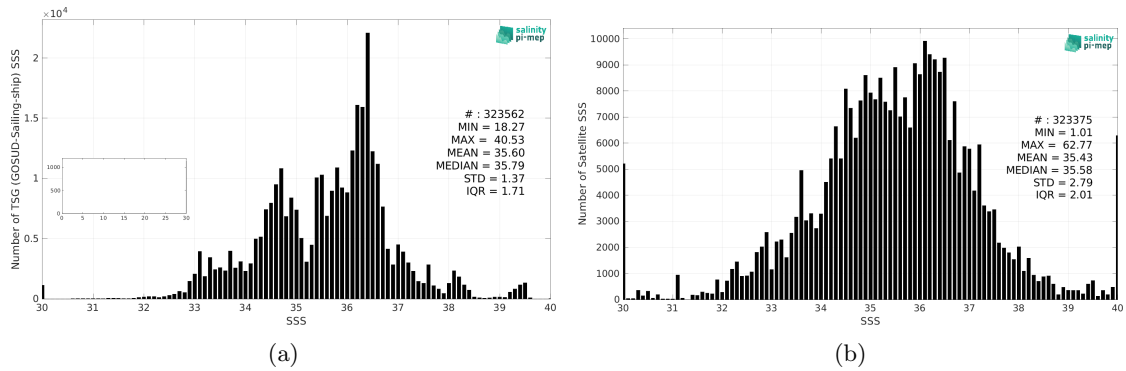 ×10⁴
salinity
pi-mep
Number of TSG (GOSUD-Sailing-ship) SSS
2
1.5
1
0.5
0
# : 323562
MIN = 18.27
MAX = 40.53
MEAN = 35.60
MEDIAN = 35.79
STD = 1.37
IQR = 1.71
1000
500
0
0 5 10 15 20 25 30
30 31 32 33 34 35 36 37 38 39 40
SSS
(a)
salinity
pi-mep
Number of Satellite SSS
10000
9000
8000
7000
6000
5000
4000
3000
2000
1000
0
# : 323375
MIN = 1.01
MAX = 62.77
MEAN = 35.43
MEDIAN = 35.58
STD = 2.79
IQR = 2.01
30 31 32 33 34 35 36 37 38 39 40
SSS
(b)